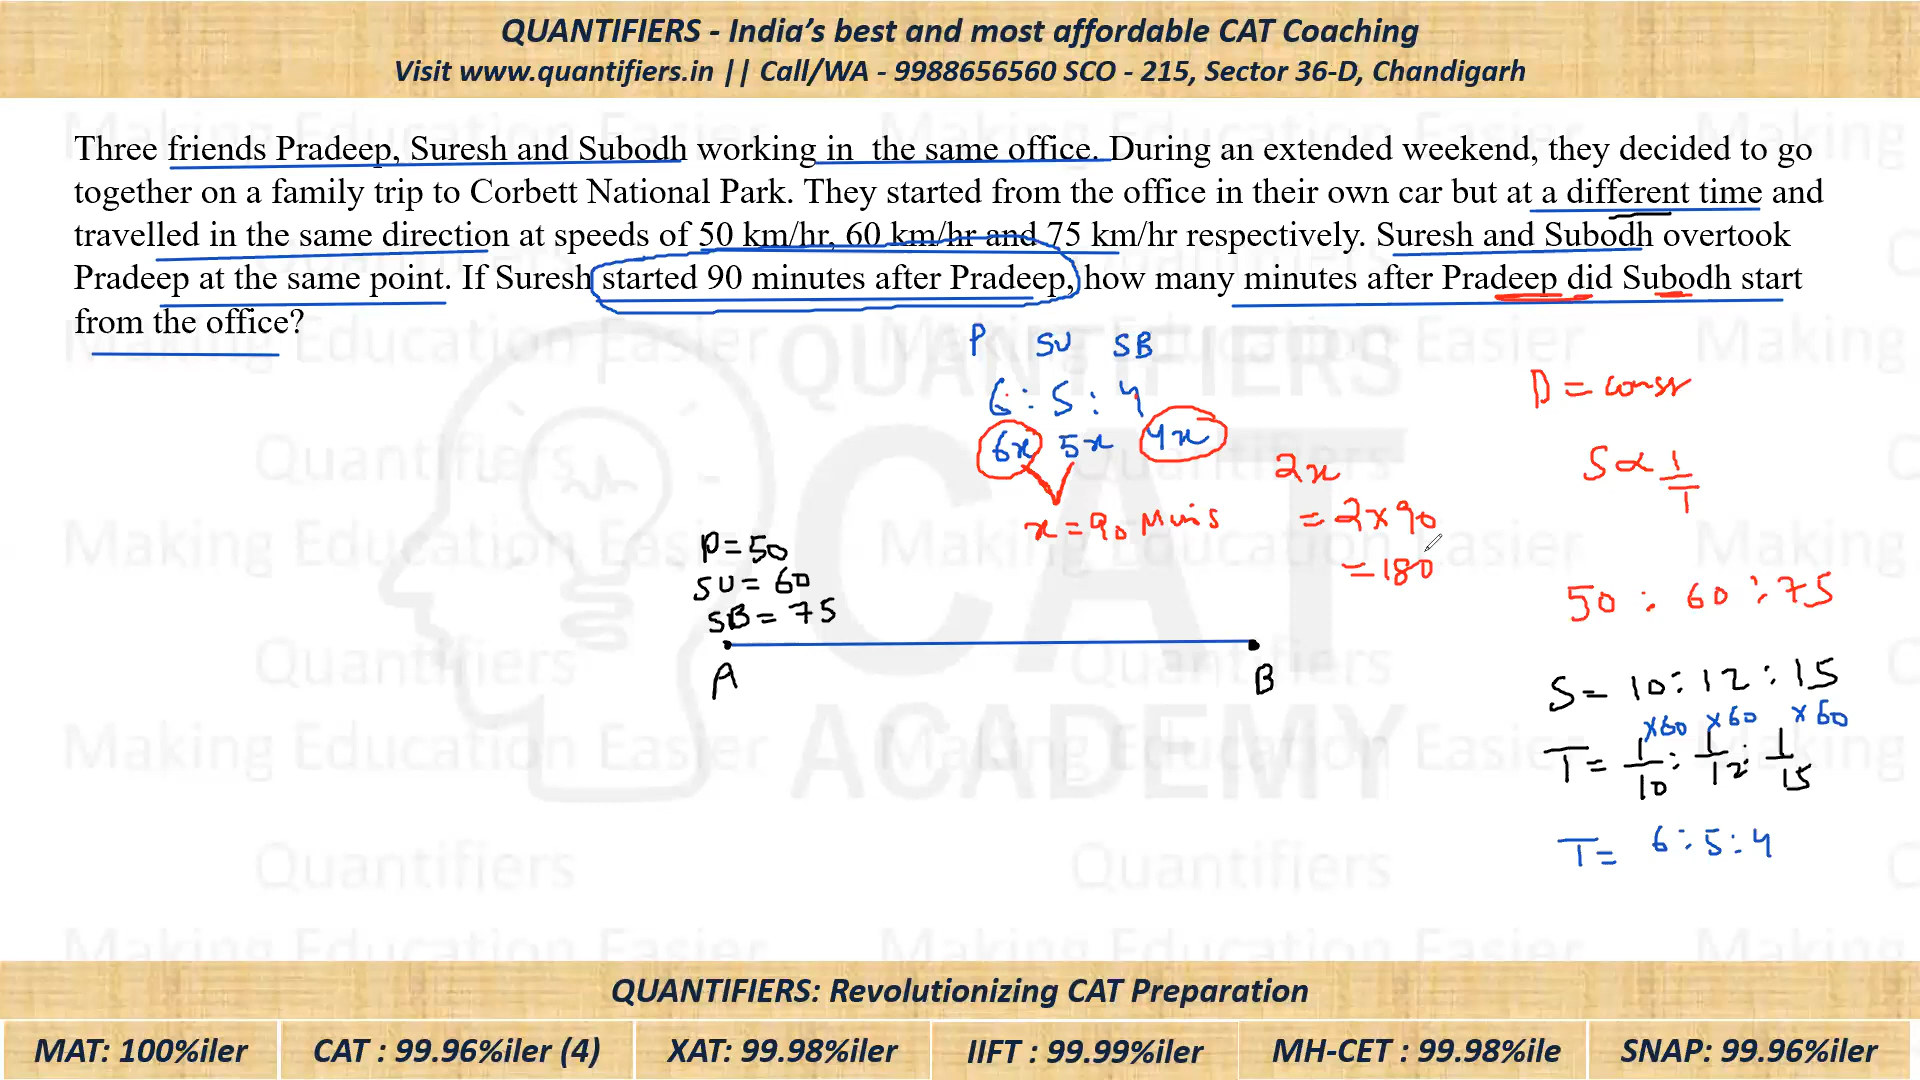 QUANTIFIERS - India’s best and most affordable CAT Coaching
Visit www.quantifiers.in || Call/WA - 9988656560 SCO - 215, Sector 36-D, Chandigarh
Three friends Pradeep, Suresh and Subodh working in the same office. During an extended weekend, they decided to go
together on a family trip to Corbett National Park. They started from the office in their own car but at a different time and
travelled in the same direction at speeds of 50 km/hr, 60 km/hr and 75 km/hr respectively. Suresh and Subodh overtook
Pradeep at the same point. If Suresh started 90 minutes after Pradeep, how many minutes after Pradeep did Subodh start
from the office?
P SU SB
6 : 5 : 4
6x 5x 4x
x = 90 Mins
2x
= 2 x 90
= 180
D = const
S ∝ 1/T
50 : 60 : 75
S = 10 : 12 : 15
x60 x60 x60
T = 1/10 : 1/12 : 1/15
T = 6 : 5 : 4
P = 50
SU = 60
SB = 75
A B
Making Education Easier
Quantifiers
QUANTIFIERS
CAT
ACADEMY
QUANTIFIERS: Revolutionizing CAT Preparation
MAT: 100%iler
CAT : 99.96%iler (4)
XAT: 99.98%iler
IIFT : 99.99%iler
MH-CET : 99.98%ile
SNAP: 99.96%iler